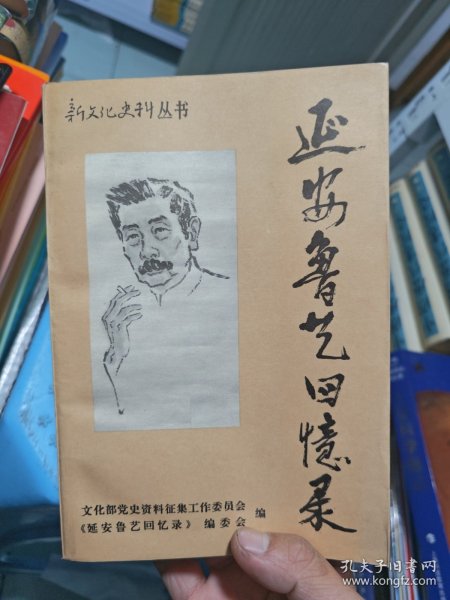 新文化史料丛书
延安鲁艺回憶录
文化部党史资料征集工作委员会
《延安鲁艺回忆录》编委会
编
孔夫子旧书网
www.kongfz.com